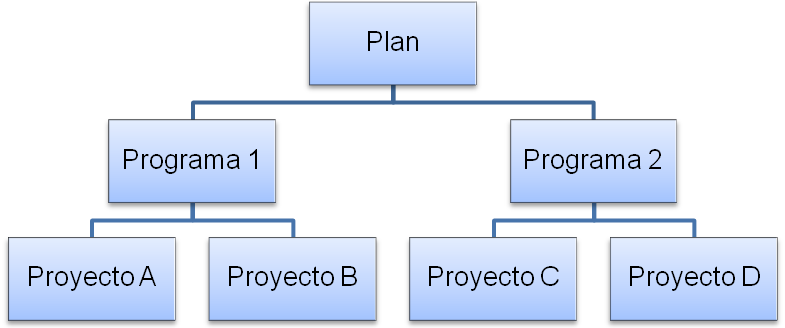 Plan
Programa 1
Programa 2
Proyecto A
Proyecto B
Proyecto C
Proyecto D